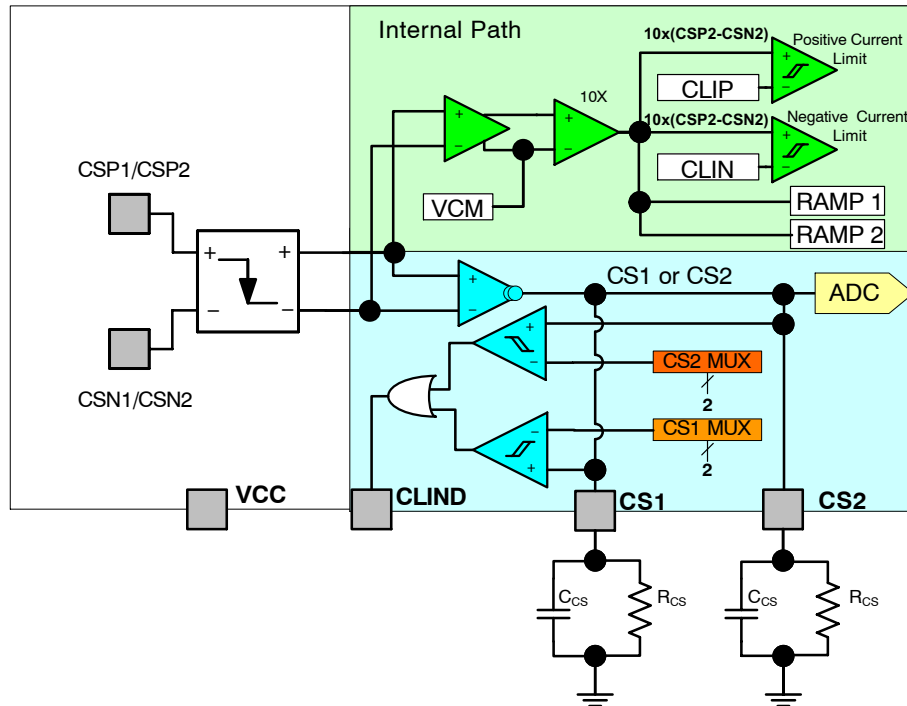 Internal Path
10x(CSP2-CSN2)
Positive Current
Limit
CLIP
10X
10x(CSP2-CSN2)
Negative Current
Limit
CLIN
VCM
RAMP 1
RAMP 2
CSP1/CSP2
+
−
+
−
+
−
+
−
+
−
+
−
+
−
CS1 or CS2
ADC
+
−
CSN1/CSN2
+
−
CS2 MUX
2
CS1 MUX
2
−
+
VCC
CLIND
CS1
CS2
CCS
RCS
CCS
RCS